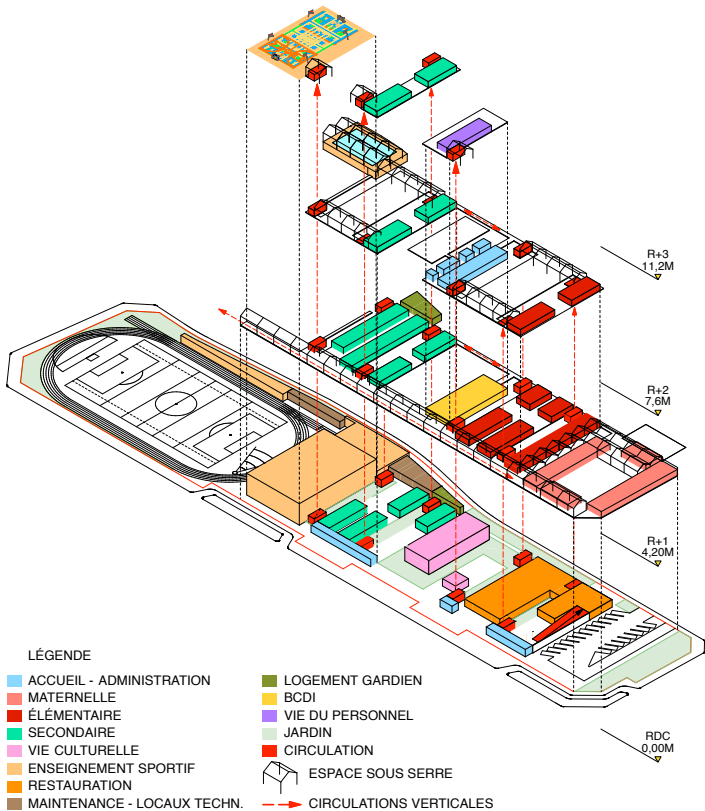 R+3
11,2M
R+2
7,6M
R+1
4,20M
RDC
0,00M
LÉGENDE
ACCUEIL - ADMINISTRATION
MATERNELLE
ÉLÉMENTAIRE
SECONDAIRE
VIE CULTURELLE
ENSEIGNEMENT SPORTIF
RESTAURATION
MAINTENANCE - LOCAUX TECHN.
LOGEMENT GARDIEN
BCDI
VIE DU PERSONNEL
JARDIN
CIRCULATION
ESPACE SOUS SERRE
CIRCULATIONS VERTICALES